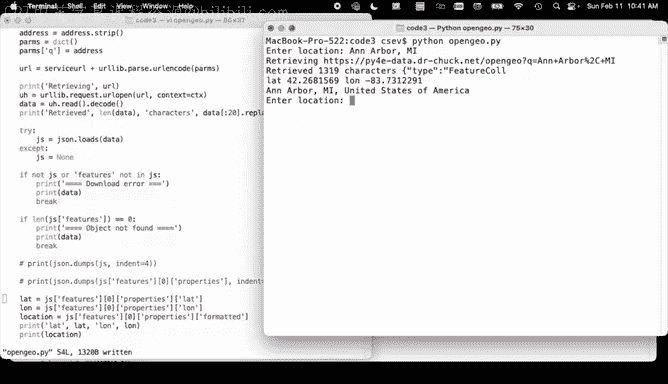 Terminal Shell Edit View Window Help
Sun Feb 11 10:41 AM
bilibili.com
code3 — vi opengeo.py — 86×37
address = address.strip()
parms = dict()
parms['q'] = address
url = serviceurl + urllib.parse.urlencode(parms)
print('Retrieving', url)
uh = urllib.request.urlopen(url, context=ctx)
data = uh.read().decode()
print('Retrieved', len(data), 'characters', data[:20].replac
try:
js = json.loads(data)
except:
js = None
if not js or 'features' not in js:
print('==== Download error ===')
print(data)
break
if len(js['features']) == 0:
print('==== Object not found ====')
print(data)
break
# print(json.dumps(js, indent=4))
# print(json.dumps(js['features'][0]['properties'], indent=
lat = js['features'][0]['properties']['lat']
lon = js['features'][0]['properties']['lon']
location = js['features'][0]['properties']['formatted']
print('lat', lat, 'lon', lon)
print(location)
"opengeo.py" 54L, 1320B written
code3 — Python opengeo.py — 75×30
MacBook-Pro-522:code3 csev$ python opengeo.py
Enter location: Ann Arbor, MI
Retrieving https://py4e-data.dr-chuck.net/opengeo?q=Ann+Arbor%2C+MI
Retrieved 1319 characters {"type":"FeatureColl
lat 42.2681569 lon -83.7312291
Ann Arbor, MI, United States of America
Enter location: